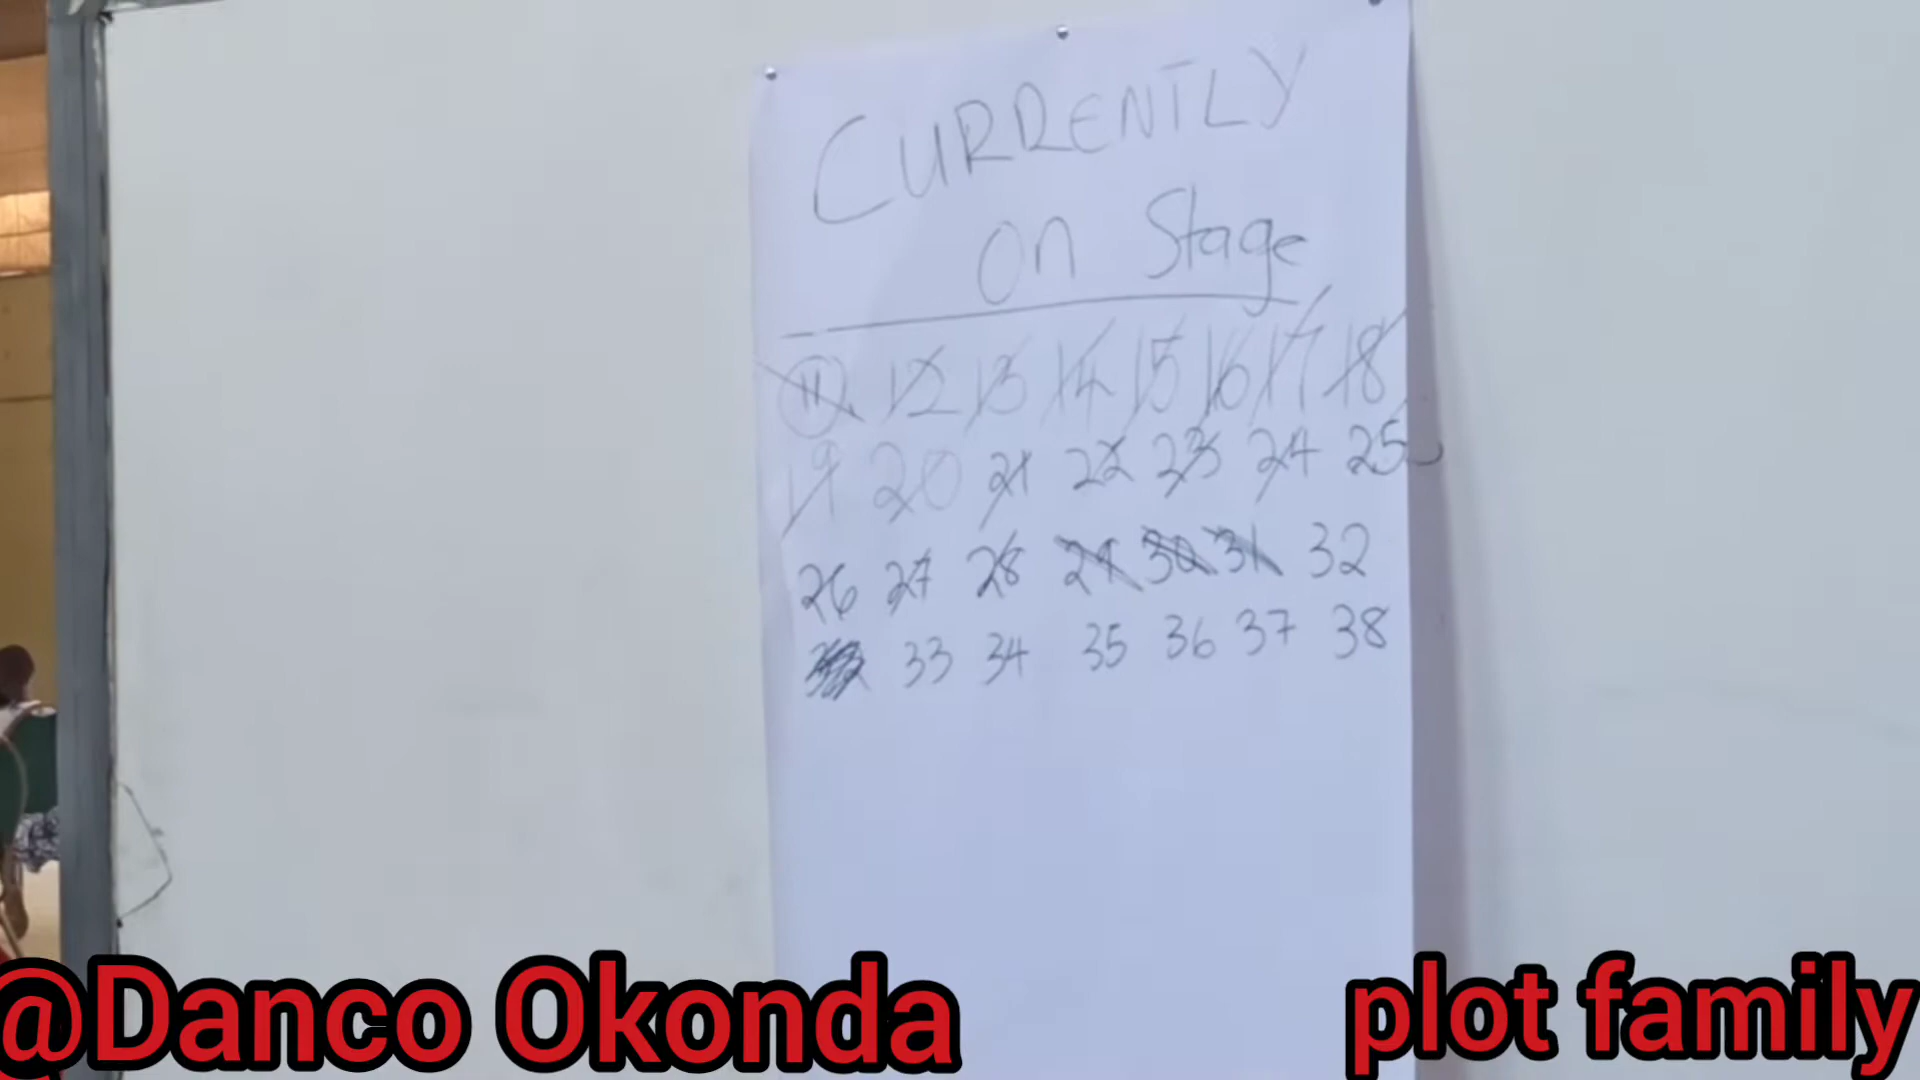 CURRENTLY
on Stage
11 12 13 14 15 16 17 18
19 20 21 22 23 24 25
26 27 28 29 30 31 32
33 34 35 36 37 38
@Danco Okonda
plot family